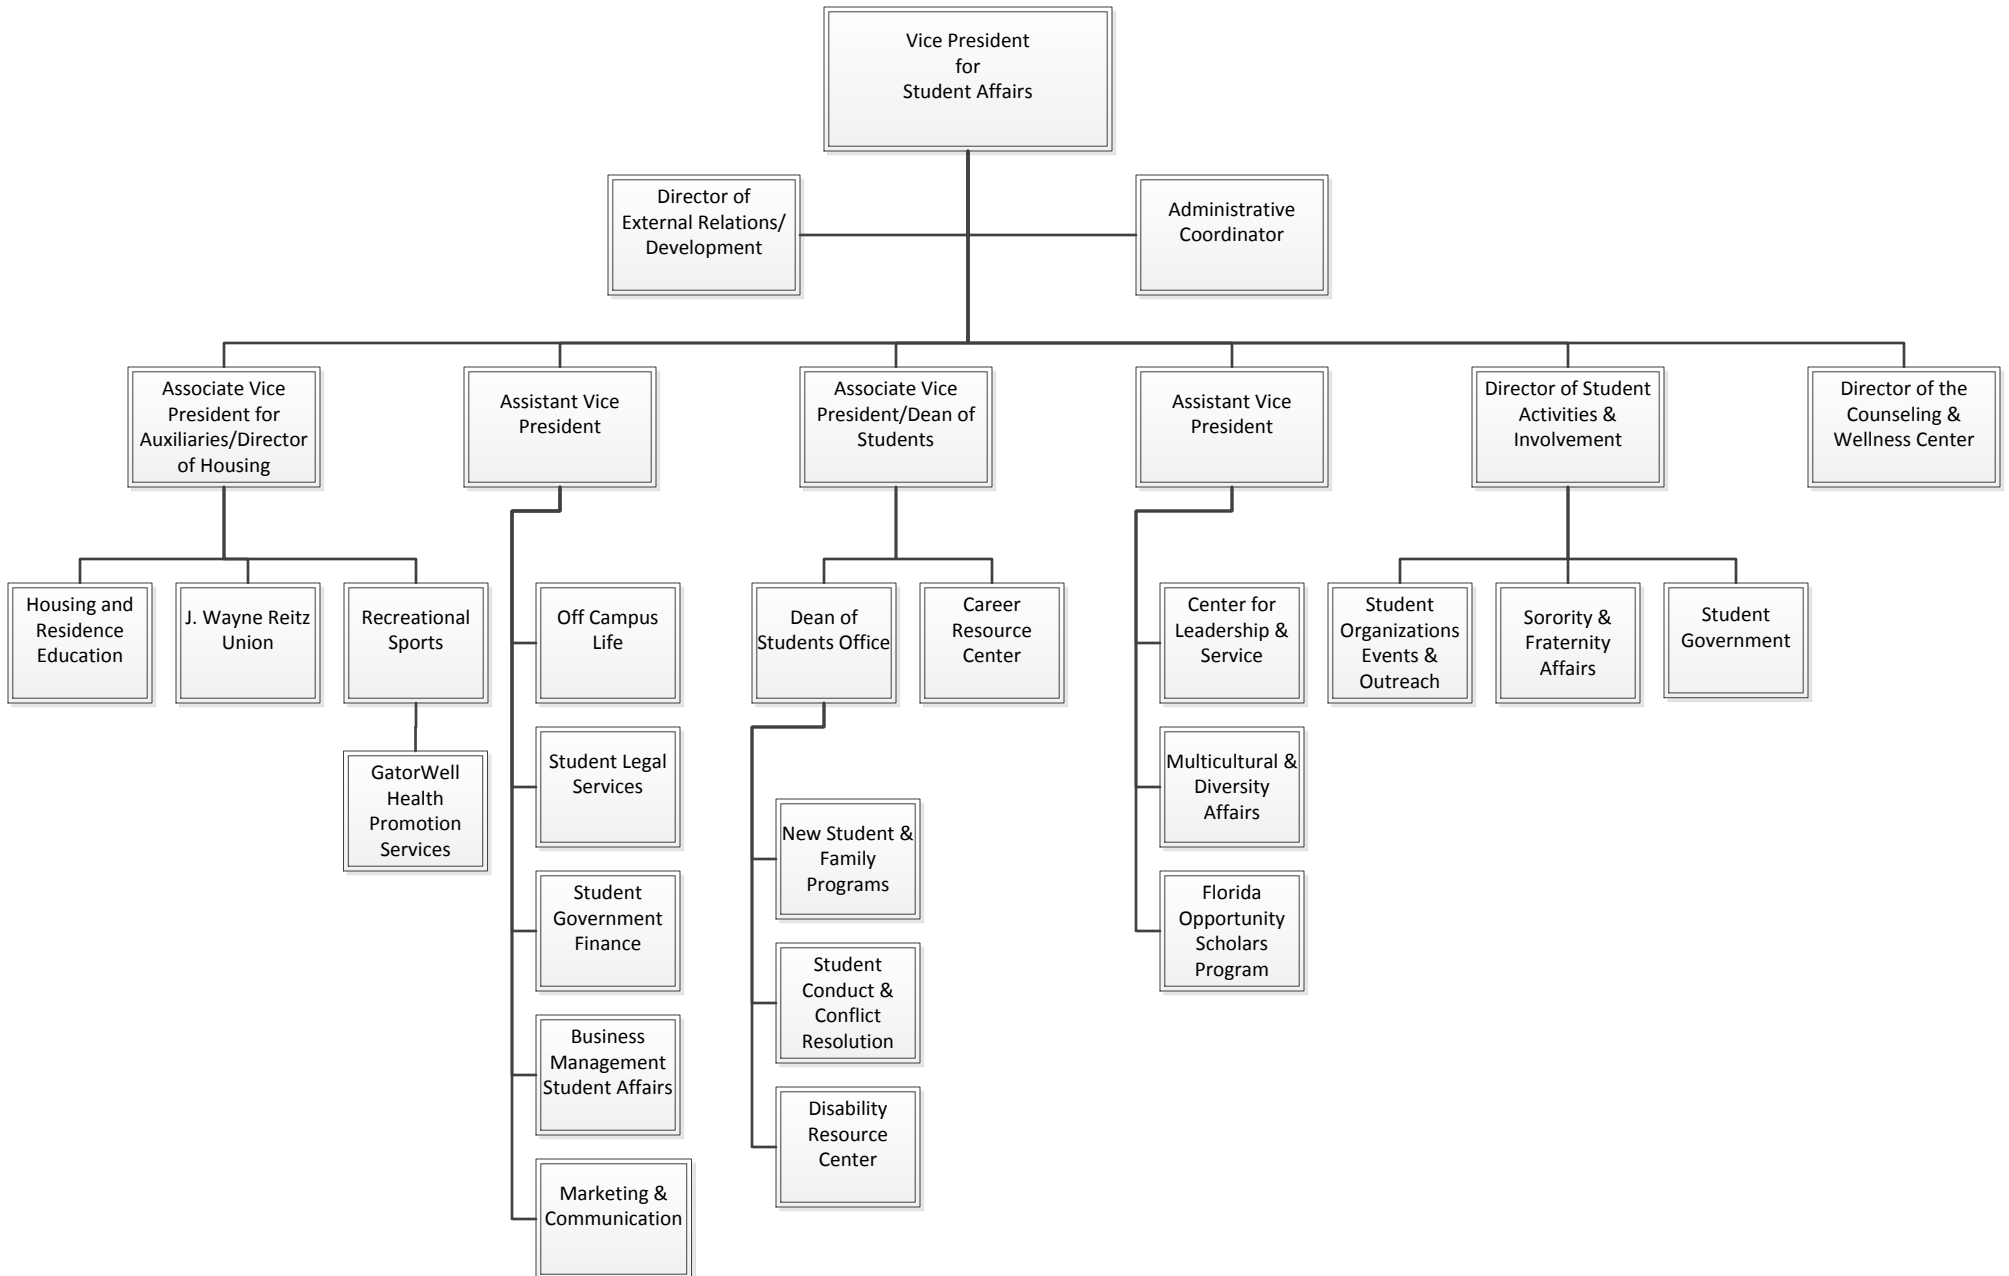 Vice President
for
Student Affairs
Director of
External Relations/
Development
Administrative
Coordinator
Associate Vice
President for
Auxiliaries/Director
of Housing
Assistant Vice
President
Associate Vice
President/Dean of
Students
Assistant Vice
President
Director of Student
Activities &
Involvement
Director of the
Counseling &
Wellness Center
Housing and
Residence
Education
J. Wayne Reitz
Union
Recreational
Sports
Off Campus
Life
Dean of
Students Office
Career
Resource
Center
Center for
Leadership &
Service
Student
Organizations
Events &
Outreach
Sorority &
Fraternity
Affairs
Student
Government
GatorWell
Health
Promotion
Services
Student Legal
Services
New Student &
Family
Programs
Multicultural &
Diversity
Affairs
Student
Government
Finance
Student
Conduct &
Conflict
Resolution
Florida
Opportunity
Scholars
Program
Business
Management
Student Affairs
Disability
Resource
Center
Marketing &
Communication